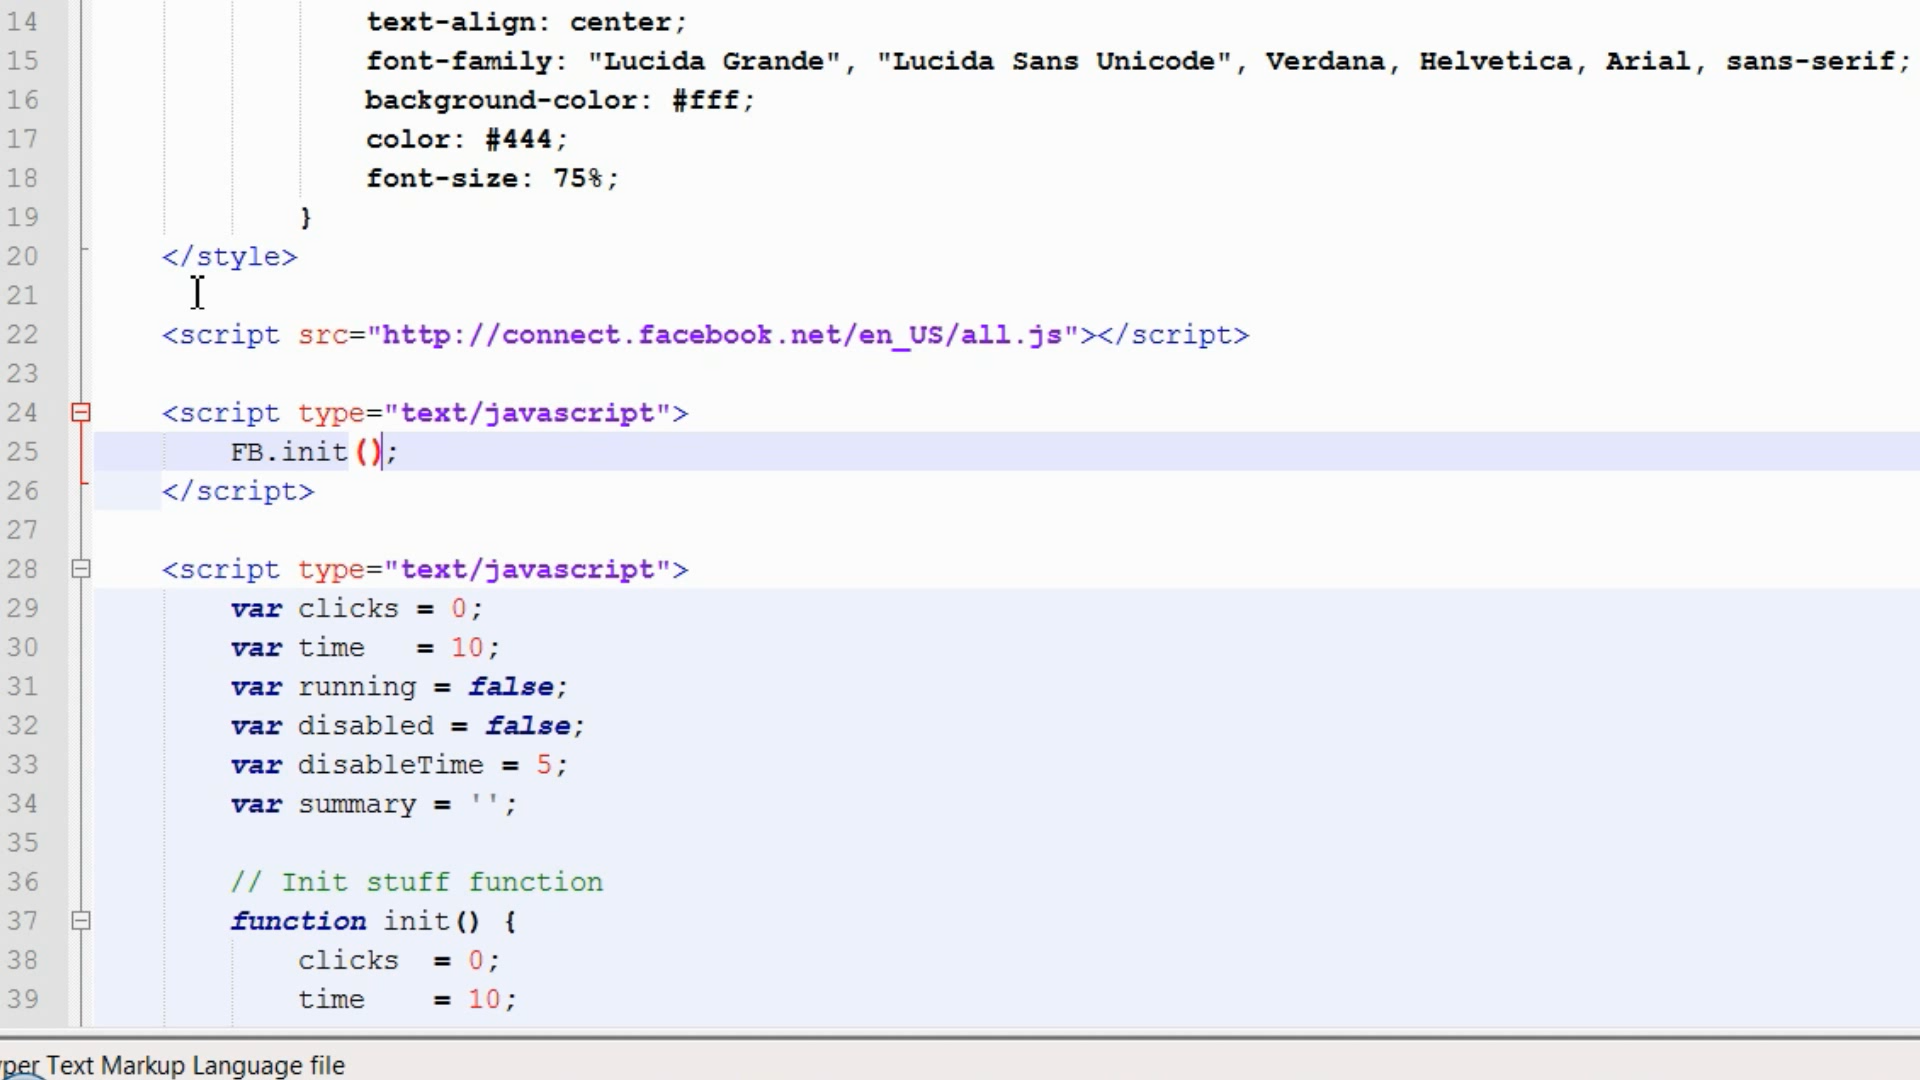 14 text-align: center;
15 font-family: "Lucida Grande", "Lucida Sans Unicode", Verdana, Helvetica, Arial, sans-serif;
16 background-color: #fff;
17 color: #444;
18 font-size: 75%;
19 }
20 </style>
21
22 <script src="http://connect.facebook.net/en_US/all.js"></script>
23
24 <script type="text/javascript">
25 FB.init();
26 </script>
27
28 <script type="text/javascript">
29 var clicks = 0;
30 var time   = 10;
31 var running = false;
32 var disabled = false;
33 var disableTime = 5;
34 var summary = '';
35
36 // Init stuff function
37 function init() {
38 clicks  = 0;
39 time    = 10;
yper Text Markup Language file